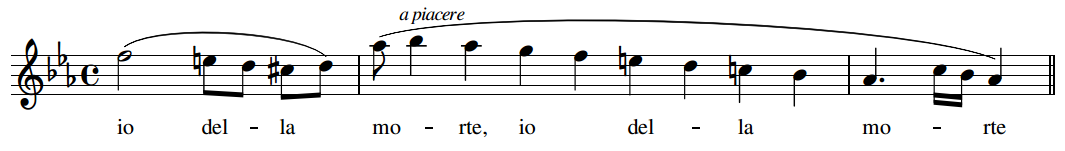 a piacere
io del - la mo - rte, io del - la mo - rte